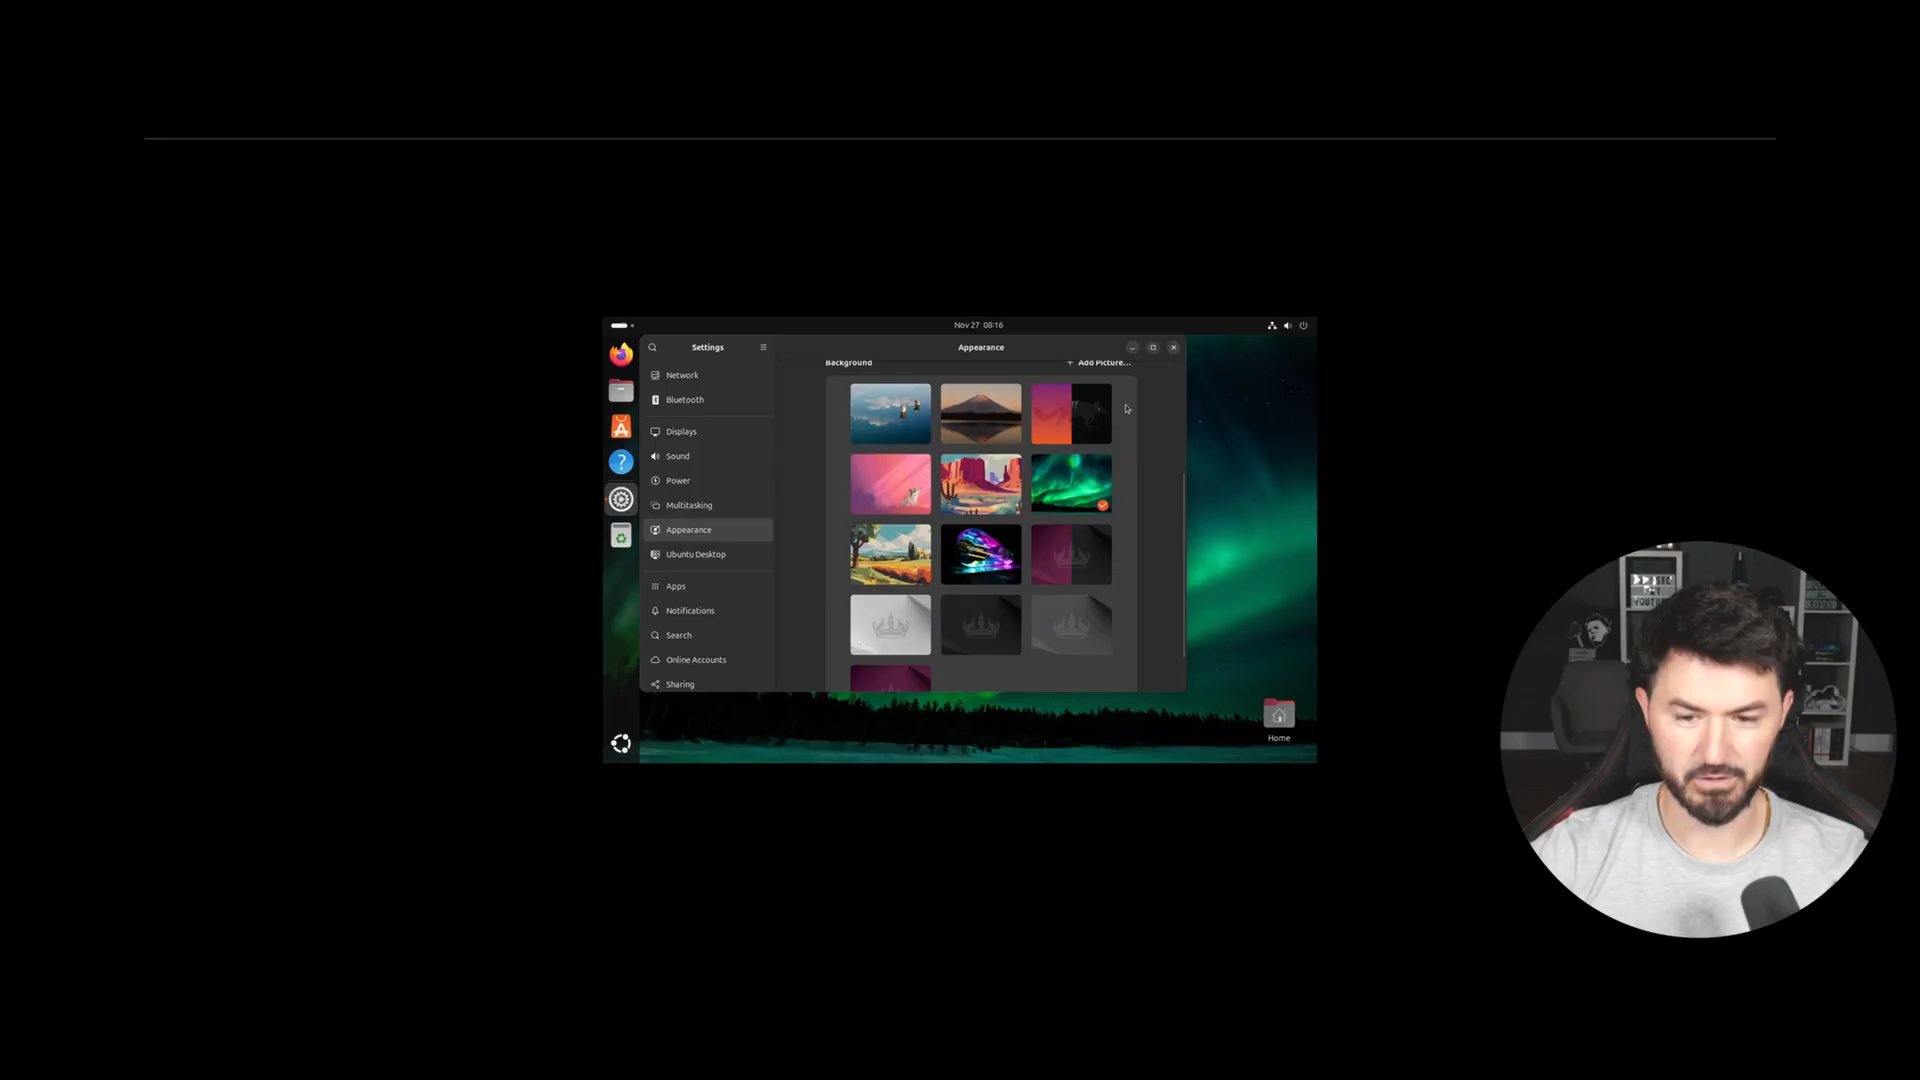 Nov 27 08:16
Settings
Appearance
Background
Add Picture...
Network
Bluetooth
Displays
Sound
Power
Multitasking
Appearance
Ubuntu Desktop
Apps
Notifications
Search
Online Accounts
Sharing
Home